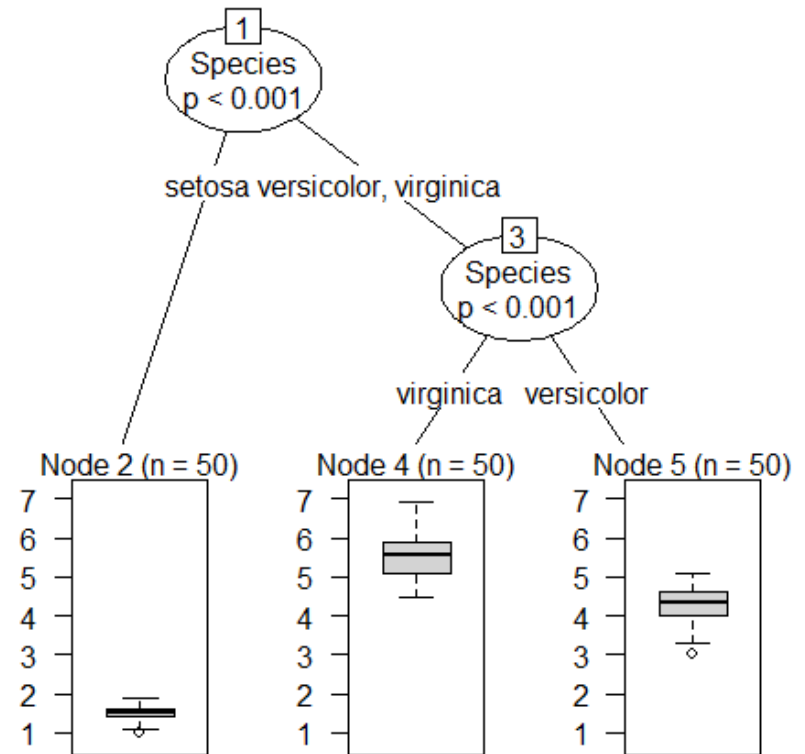 1
Species
p < 0.001
setosa versicolor, virginica
3
Species
p < 0.001
virginica versicolor
Node 2 (n = 50) Node 4 (n = 50) Node 5 (n = 50)
7 7 7
6 6 6
5 5 5
4 4 4
3 3 3
2 2 2
1 1 1